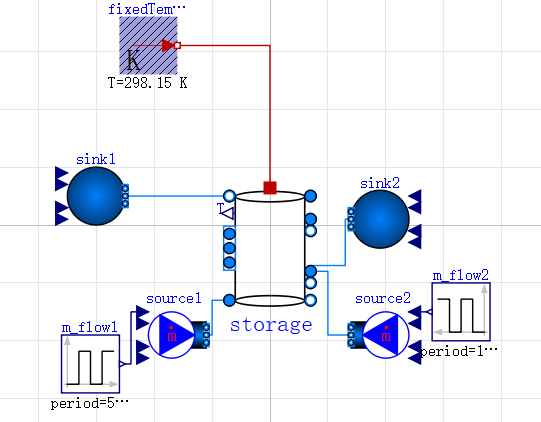 fixedTem…
K
T=298.15 K
sink1
sink2
T
source1
source2
m_flow2
m_flow1
ṁ
ṁ
storage
period=1…
period=5…